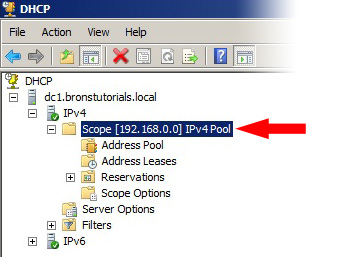 DHCP
File Action View Help
DHCP
dc1.bronstutorials.local
IPv4
Scope [192.168.0.0] IPv4 Pool
Address Pool
Address Leases
Reservations
Scope Options
Server Options
Filters
IPv6